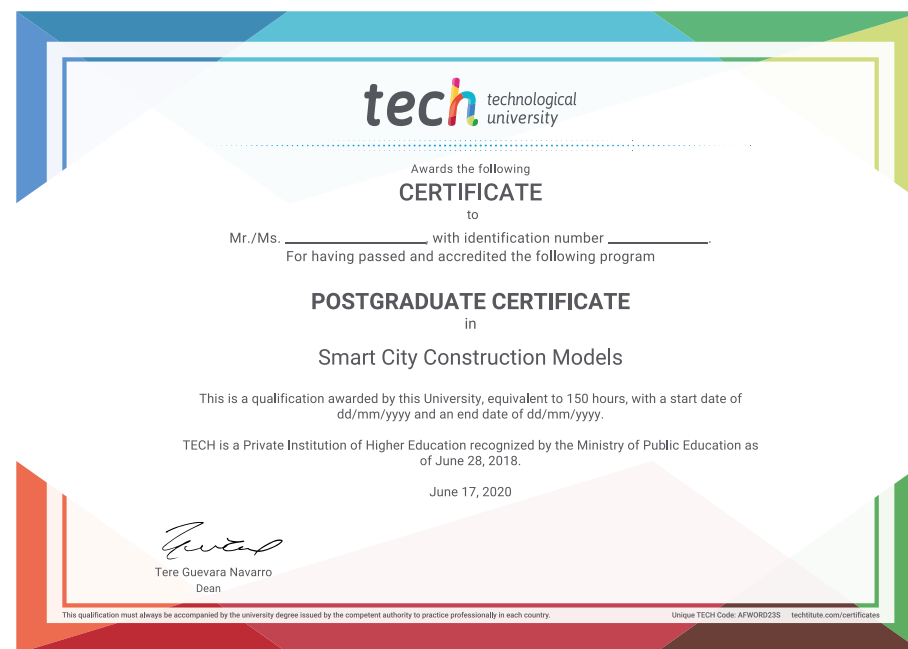 tech technological
university
Awards the following
CERTIFICATE
to
Mr./Ms. ____________________, with identification number ______________.
For having passed and accredited the following program
POSTGRADUATE CERTIFICATE
in
Smart City Construction Models
This is a qualification awarded by this University, equivalent to 150 hours, with a start date of
dd/mm/yyyy and an end date of dd/mm/yyyy.
TECH is a Private Institution of Higher Education recognized by the Ministry of Public Education as
of June 28, 2018.
June 17, 2020
Tere Guevara Navarro
Dean
This qualification must always be accompanied by the university degree issued by the competent authority to practice professionally in each country.
Unique TECH Code: AFWORD23S techtitute.com/certificates